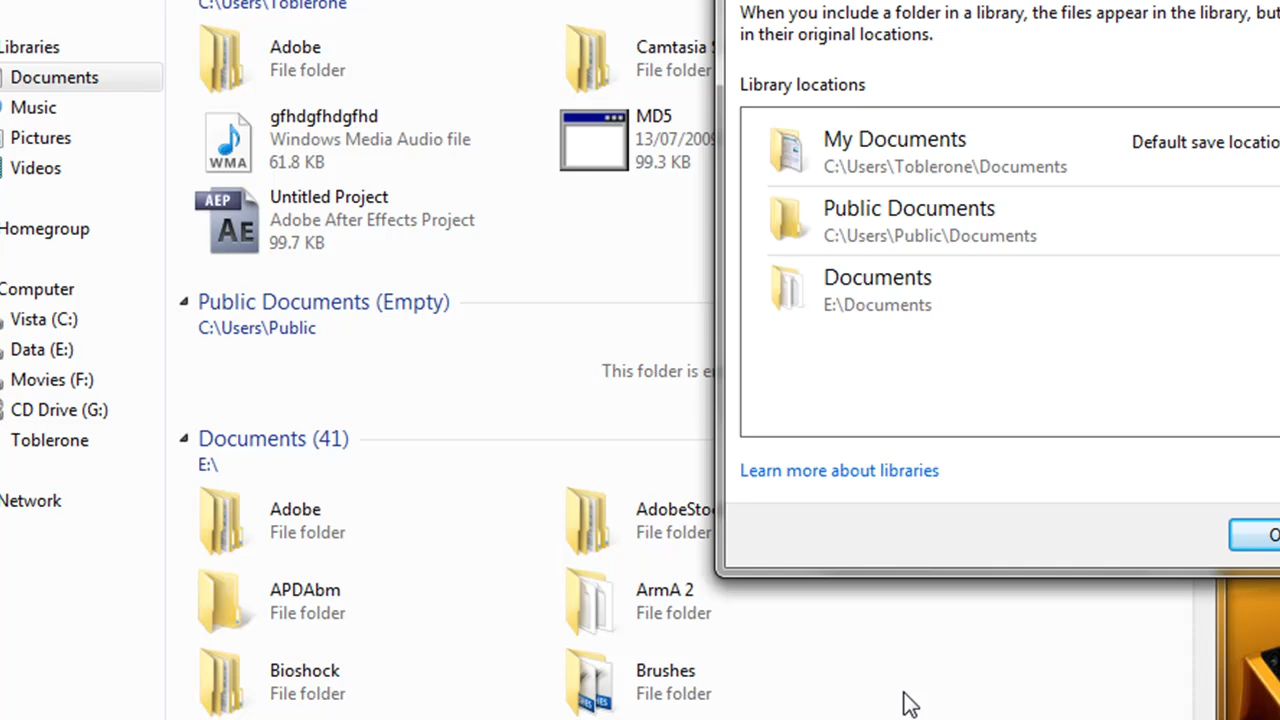 C:\Users\Toblerone
Libraries
Documents
Music
Pictures
Videos
Homegroup
Computer
Vista (C:)
Data (E:)
Movies (F:)
CD Drive (G:)
Toblerone
Network
Adobe
File folder
Camtasia S
File folder
gfhdgfhdgfhd
Windows Media Audio file
61.8 KB
WMA
MD5
13/07/2009
99.3 KB
Untitled Project
Adobe After Effects Project
99.7 KB
AEP
Ae
Public Documents (Empty)
C:\Users\Public
This folder is e
Documents (41)
E:\
Adobe
File folder
AdobeSto
File folder
APDAbm
File folder
ArmA 2
File folder
Bioshock
File folder
Brushes
File folder
When you include a folder in a library, the files appear in the library, but
in their original locations.
Library locations
My Documents
Default save locatio
C:\Users\Toblerone\Documents
Public Documents
C:\Users\Public\Documents
Documents
E:\Documents
Learn more about libraries
O